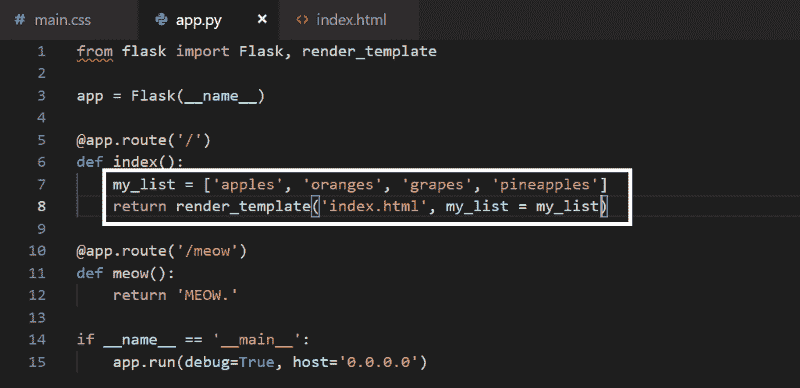 # main.css app.py × <> index.html
1 from flask import Flask, render_template
2
3 app = Flask(__name__)
4
5 @app.route('/')
6 def index():
7     my_list = ['apples', 'oranges', 'grapes', 'pineapples']
8     return render_template('index.html', my_list = my_list)
9
10 @app.route('/meow')
11 def meow():
12     return 'MEOW.'
13
14 if __name__ == '__main__':
15     app.run(debug=True, host='0.0.0.0')